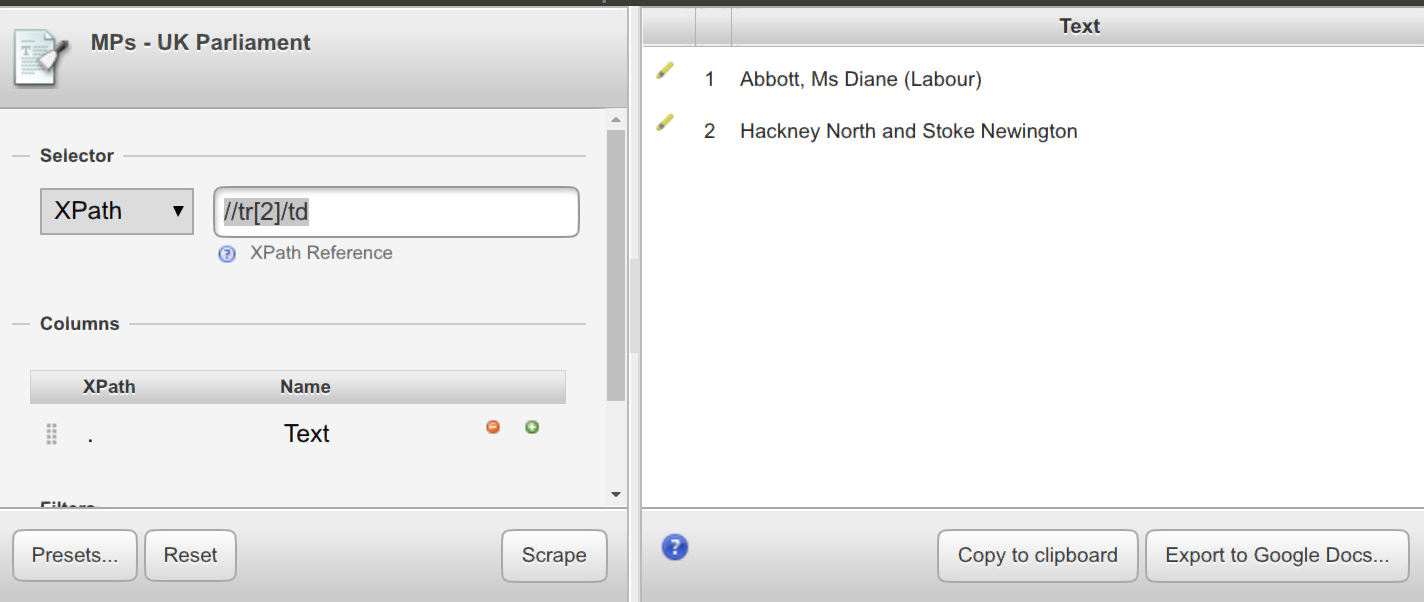 MPs - UK Parliament
Selector
XPath ▼ //tr[2]/td
? XPath Reference
Columns
XPath Name
. Text
Filters
Presets... Reset Scrape
Text
1 Abbott, Ms Diane (Labour)
2 Hackney North and Stoke Newington
? Copy to clipboard Export to Google Docs...